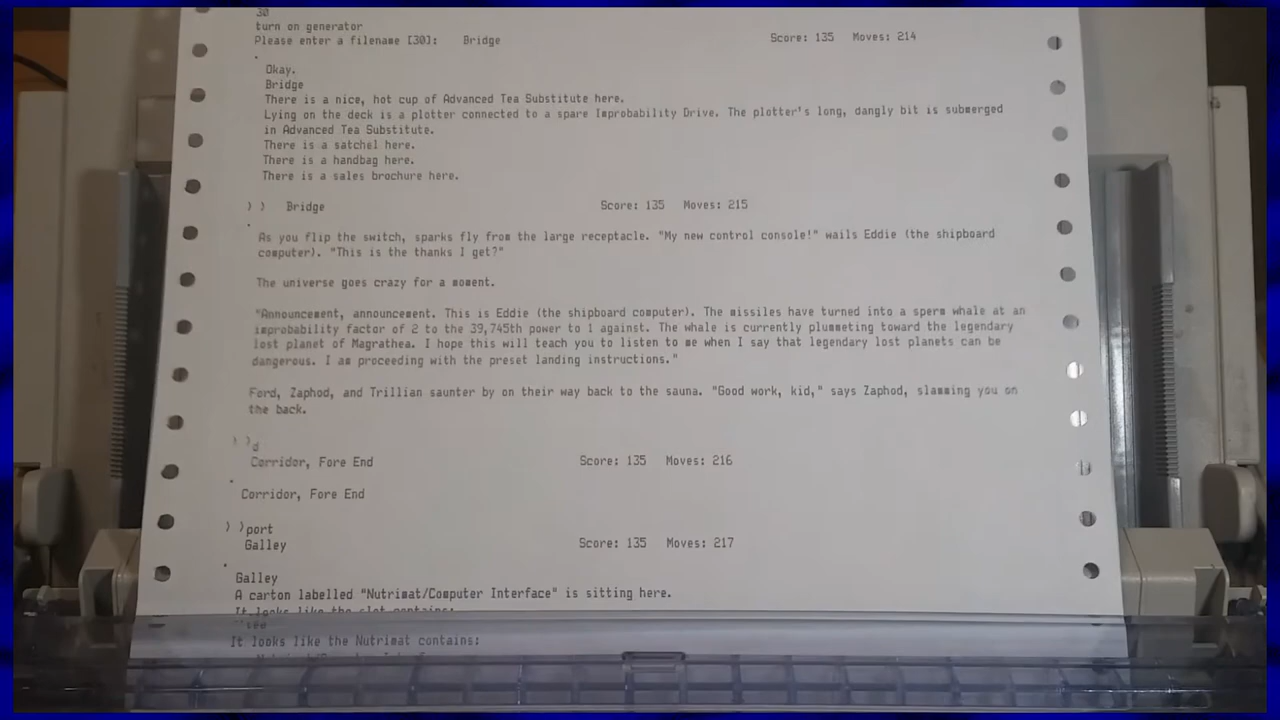 30
turn on generator
Please enter a filename [30]: Bridge Score: 135 Moves: 214
.
Okay.
Bridge
There is a nice, hot cup of Advanced Tea Substitute here.
Lying on the deck is a plotter connected to a spare Improbability Drive. The plotter's long, dangly bit is submerged
in Advanced Tea Substitute.
There is a satchel here.
There is a handbag here.
There is a sales brochure here.
) ) Bridge Score: 135 Moves: 215
.
As you flip the switch, sparks fly from the large receptacle. "My new control console!" wails Eddie (the shipboard
computer). "This is the thanks I get?"
The universe goes crazy for a moment.
"Announcement, announcement. This is Eddie (the shipboard computer). The missiles have turned into a sperm whale at an
improbability factor of 2 to the 39,745th power to 1 against. The whale is currently plummeting toward the legendary
lost planet of Magrathea. I hope this will teach you to listen to me when I say that legendary lost planets can be
dangerous. I am proceeding with the preset landing instructions."
Ford, Zaphod, and Trillian saunter by on their way back to the sauna. "Good work, kid," says Zaphod, slamming you on
the back.
) )d
Corridor, Fore End Score: 135 Moves: 216
.
Corridor, Fore End
) )port
Galley Score: 135 Moves: 217
.
Galley
A carton labelled "Nutrimat/Computer Interface" is sitting here.
It looks like the slot contains:
It looks like the Nutrimat contains: